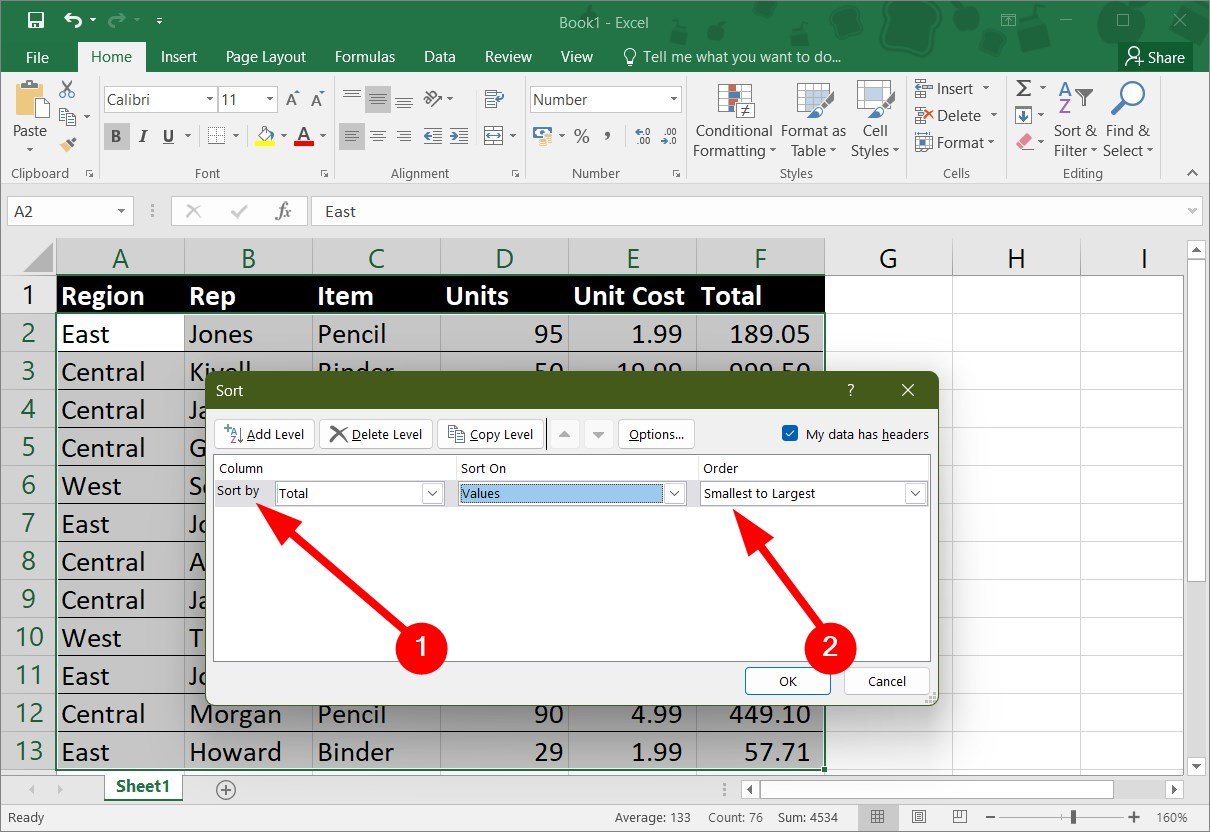 Book1 - Excel
File Home Insert Page Layout Formulas Data Review View Tell me what you want to do... Share
Calibri 11 Number Insert
Paste B I U A % , Conditional Formatting Format as Table Cell Styles Delete Sort & Filter Find & Select
Format
Clipboard Font Alignment Number Styles Cells Editing
A2 fx East
A B C D E F G H I
1 Region Rep Item Units Unit Cost Total
2 East Jones Pencil 95 1.99 189.05
3 Central Kivell Binder 50 19.99 999.50
Sort ? ×
4 Central Ja
Add Level Delete Level Copy Level Options... My data has headers
5 Central G
Column Sort On Order
6 West
Sort by Total Values Smallest to Largest
7 East Jo
8 Central A
9 Central Ja
10 West T
1 2
11 East Jo
OK Cancel
12 Central Morgan Pencil 90 4.99 449.10
13 East Howard Binder 29 1.99 57.71
Sheet1
Ready Average: 133 Count: 76 Sum: 4534 160%